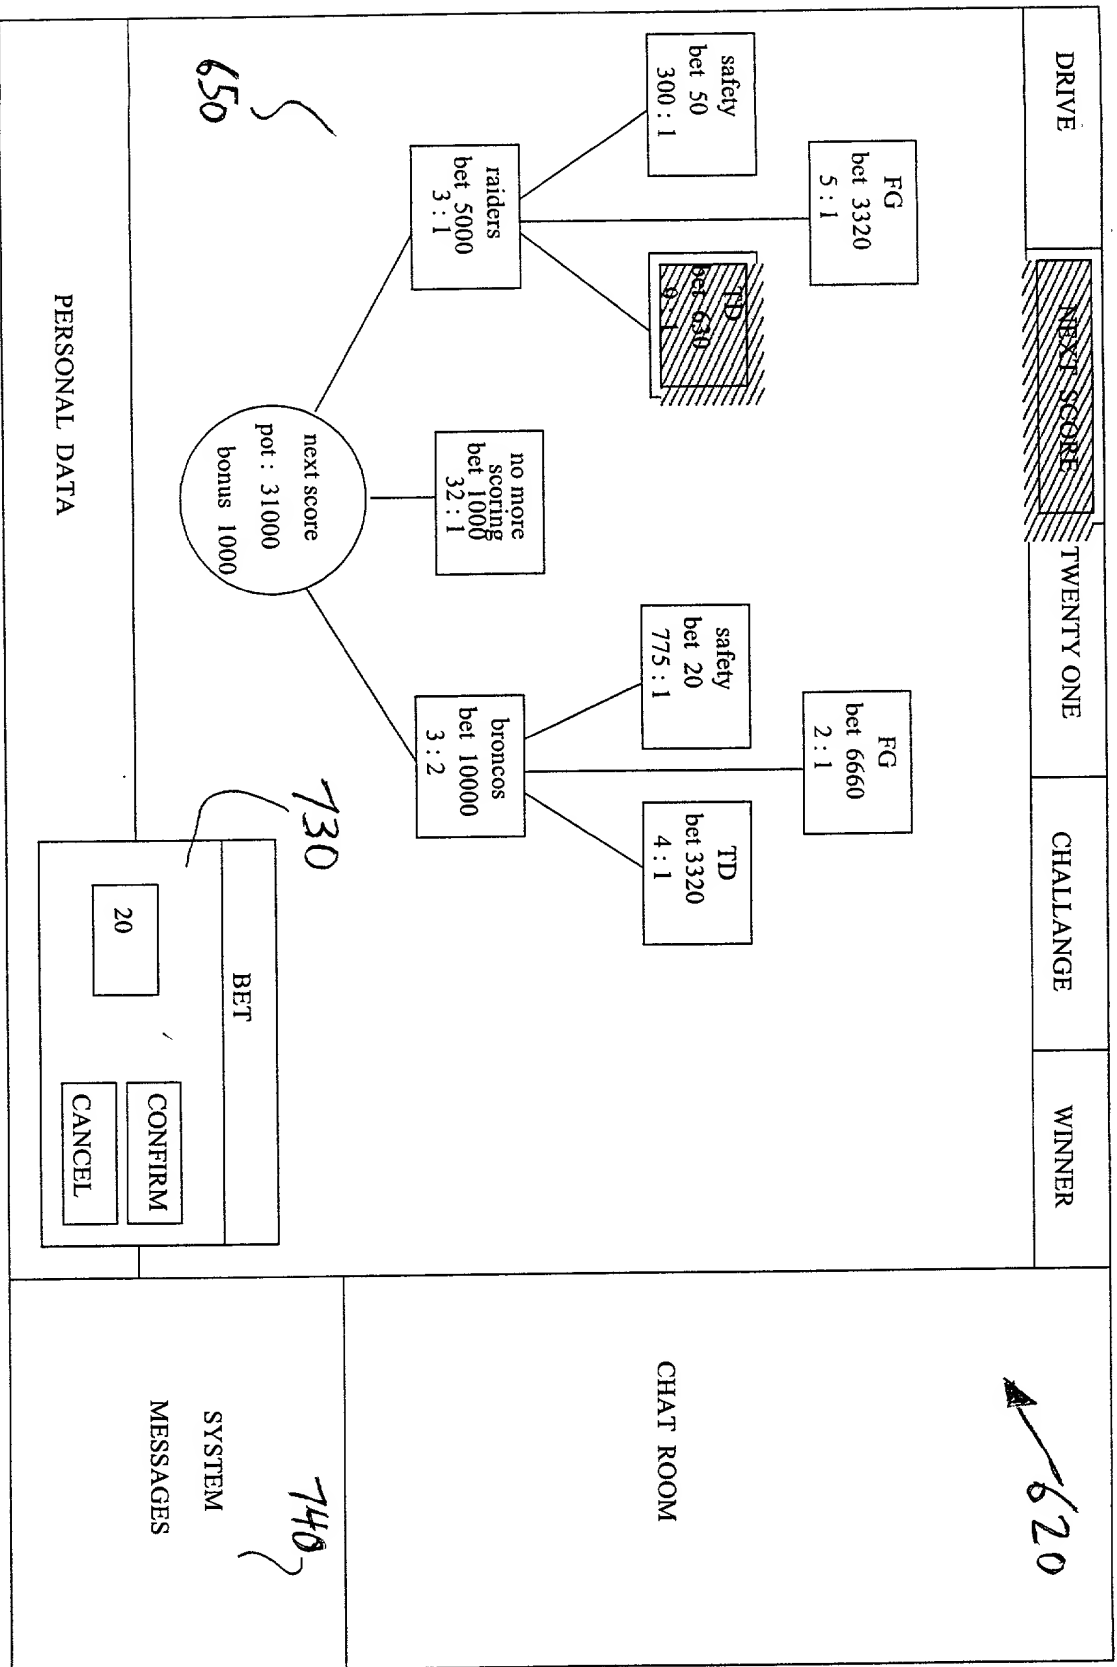 DRIVE
NEXT SCORE
TWENTY ONE
CHALLANGE
WINNER
620
FG
bet 3320
5 : 1
FG
bet 6660
2 : 1
safety
bet 50
300 : 1
TD
bet 630
9 : 1
safety
bet 20
775 : 1
TD
bet 3320
4 : 1
CHAT ROOM
raiders
bet 5000
3 : 1
no more
scoring
bet 1000
32 : 1
broncos
bet 10000
3 : 2
650
next score
pot : 31000
bonus 1000
730
740
BET
20
CONFIRM
CANCEL
SYSTEM
MESSAGES
PERSONAL DATA